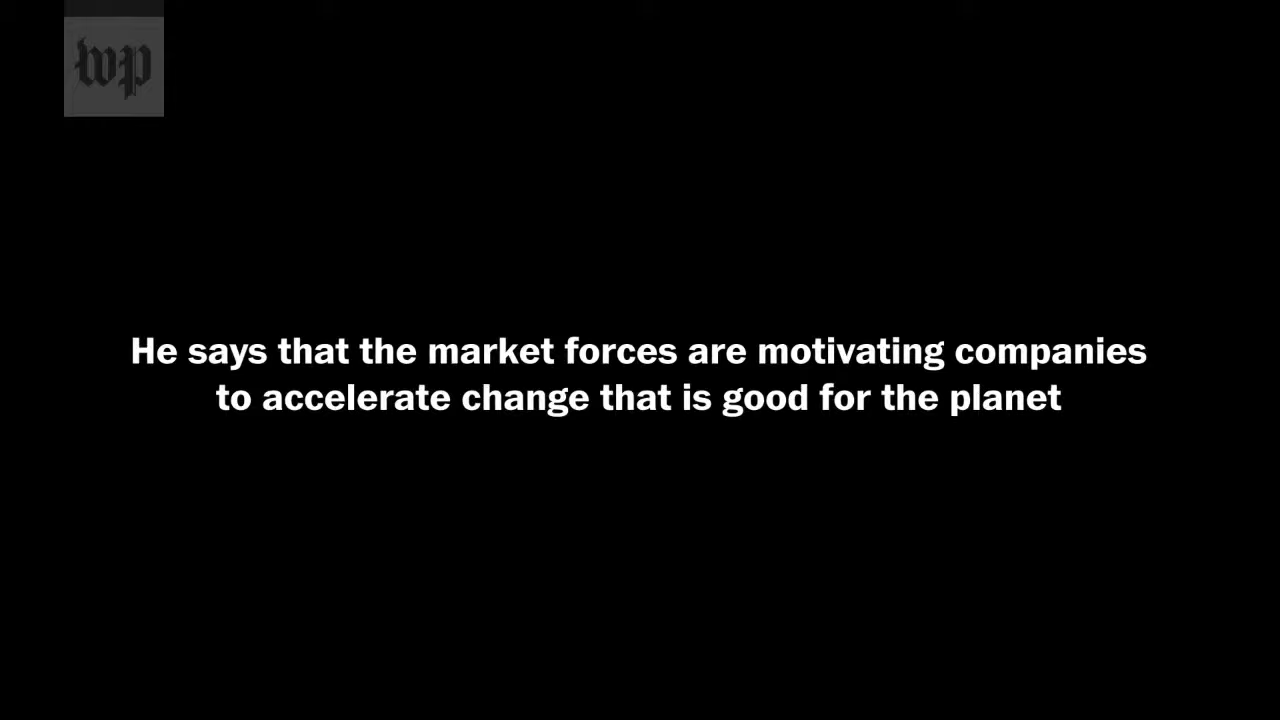 wp
He says that the market forces are motivating companies
to accelerate change that is good for the planet